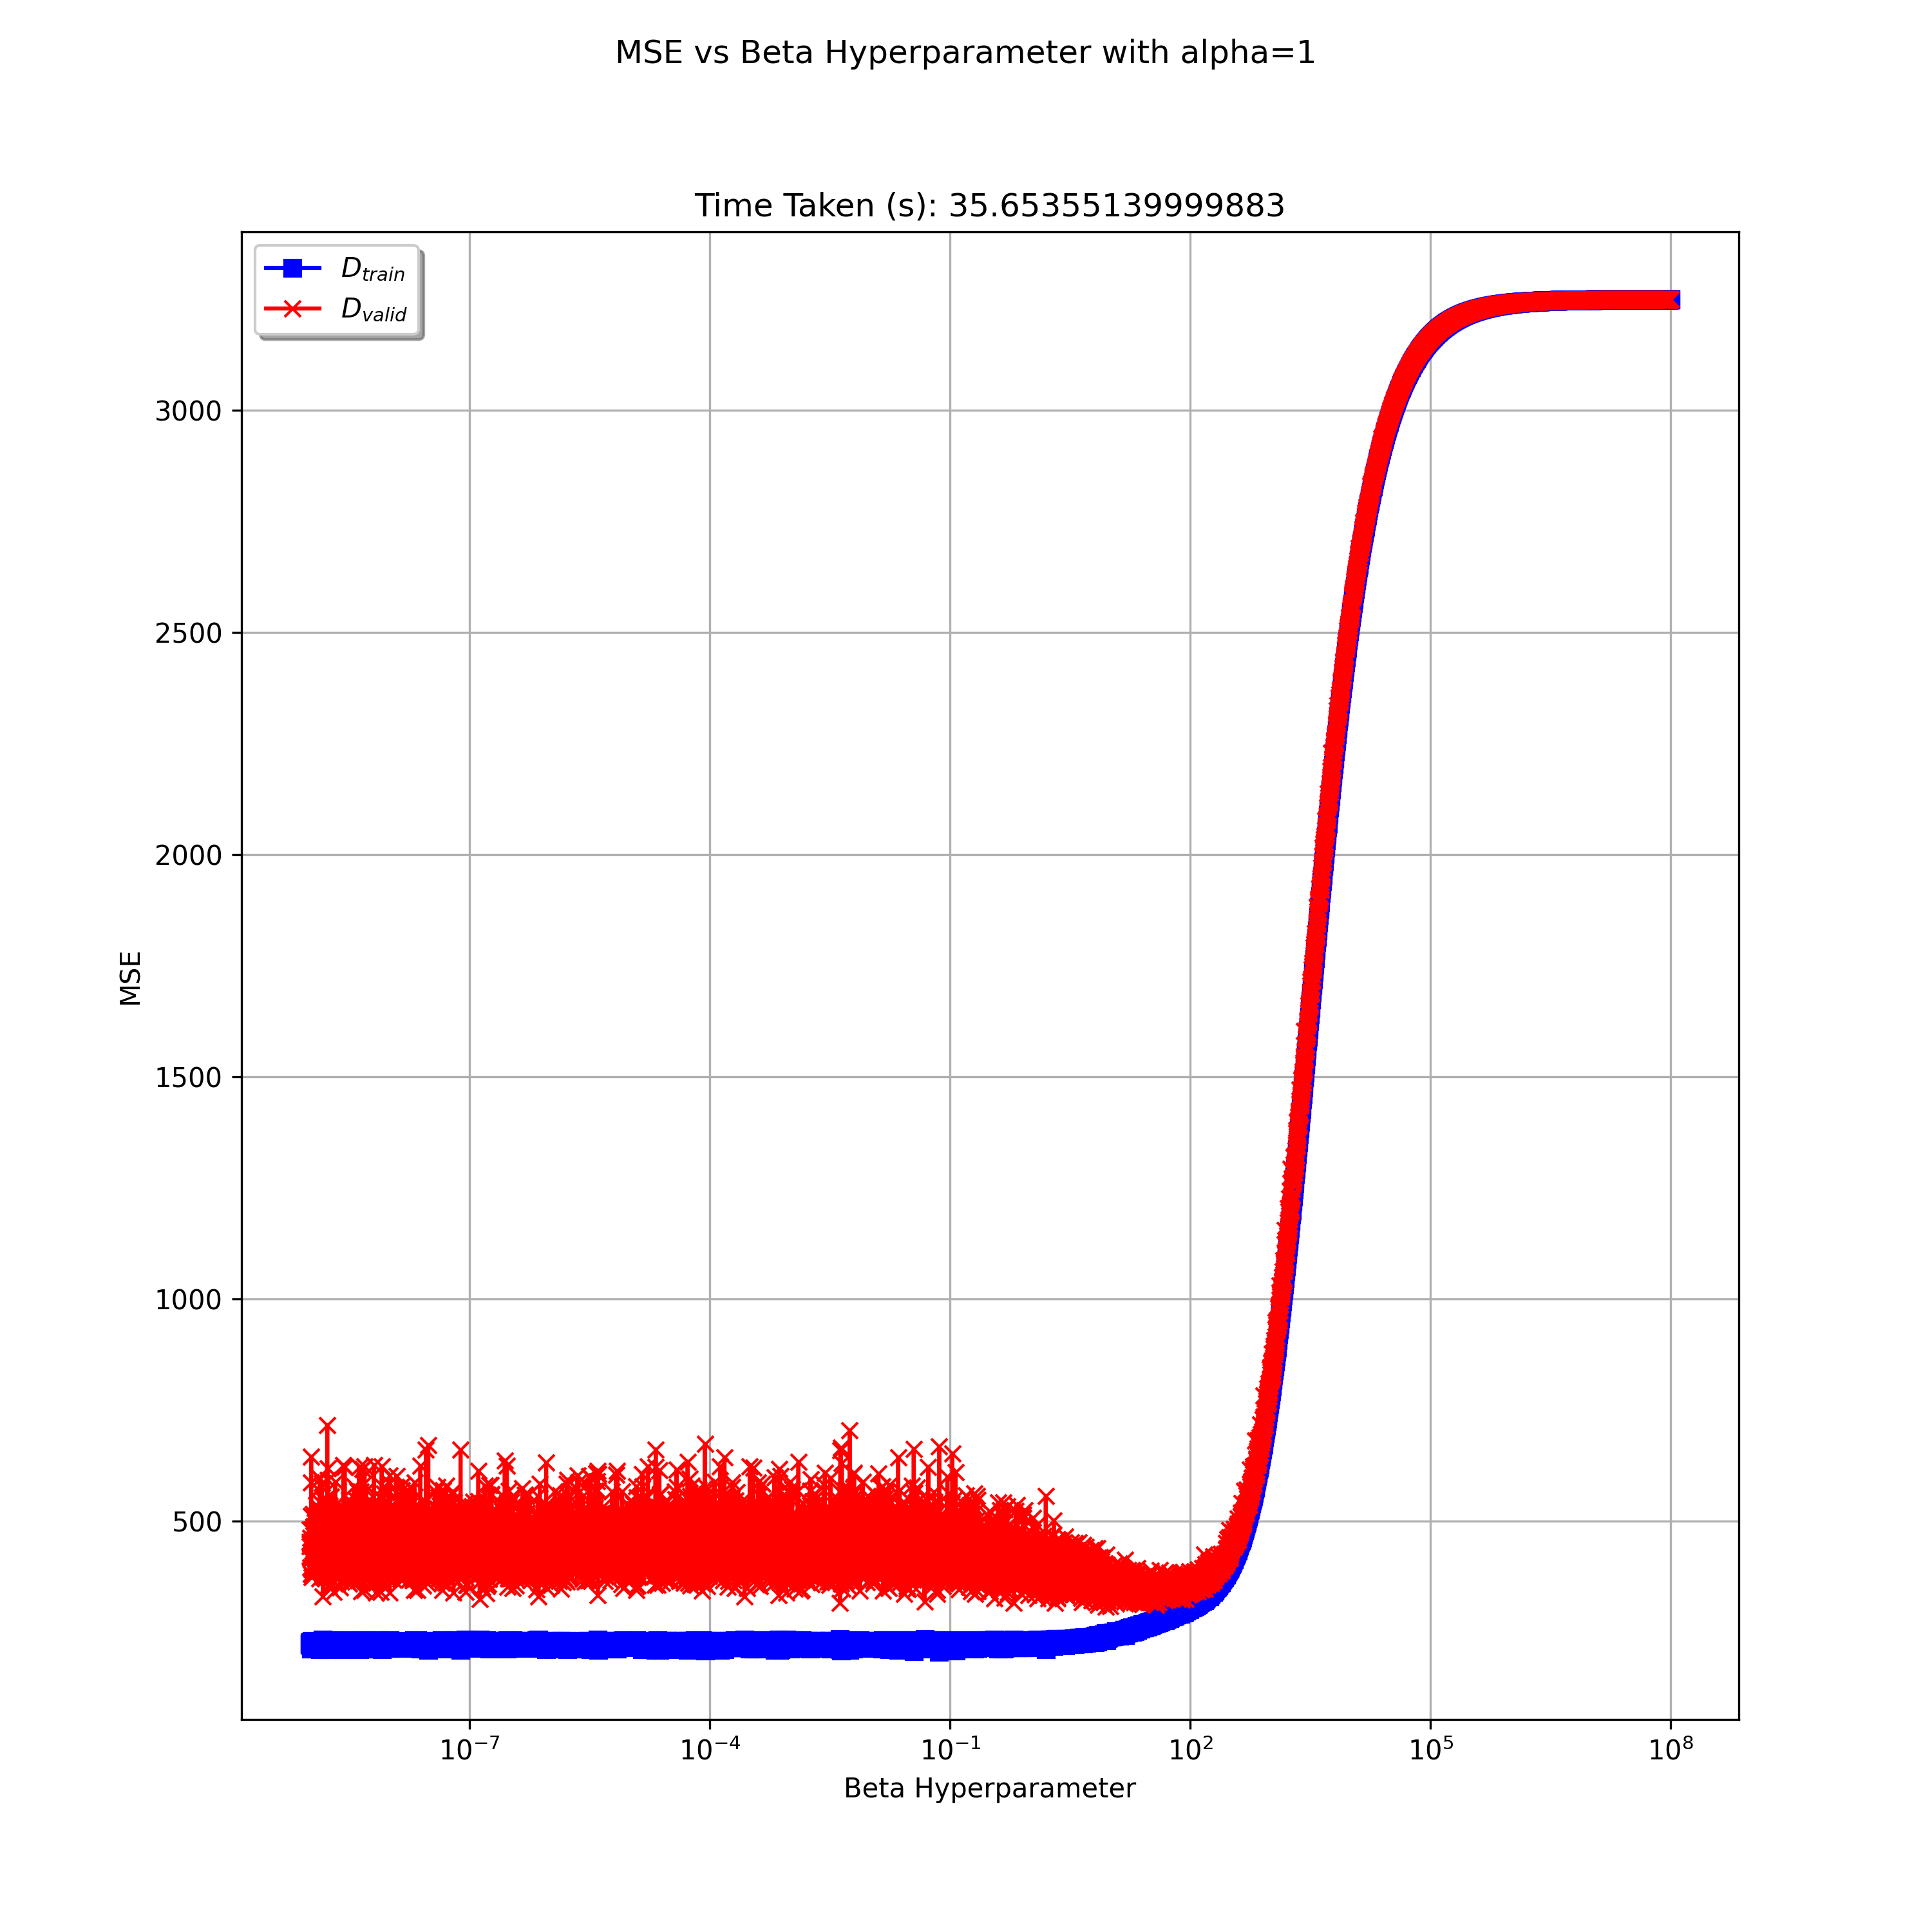 MSE vs Beta Hyperparameter with alpha=1
Time Taken (s): 35.65355139999883
D_train
D_valid
3000
2500
2000
1500
1000
500
MSE
10^−7 10^−4 10^−1 10^2 10^5 10^8
Beta Hyperparameter